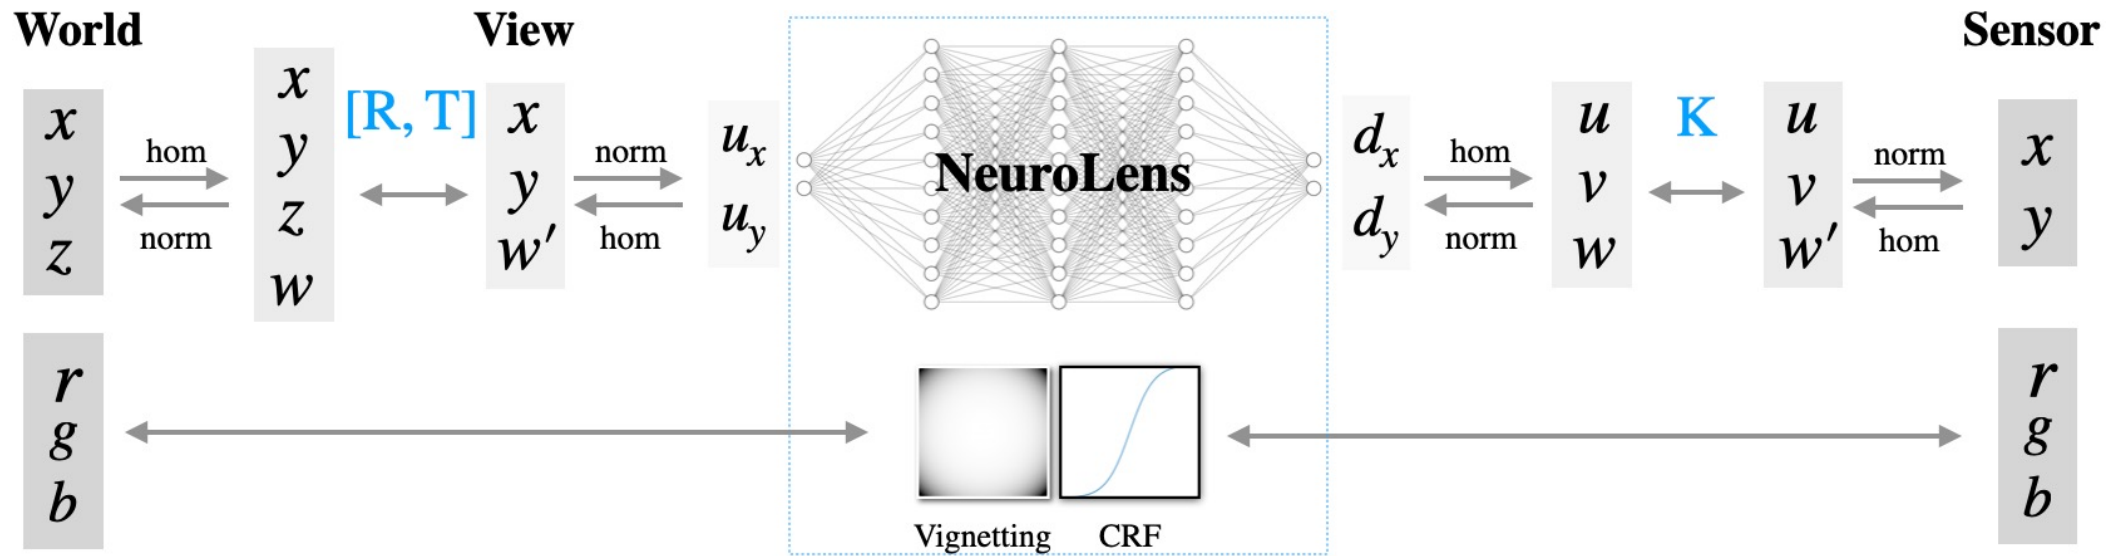 World
View
Sensor
x
y
z
hom
norm
x
y
z
w
[R, T]
x
y
w′
norm
hom
u_x
u_y
NeuroLens
d_x
d_y
hom
norm
u
v
w
K
u
v
w′
norm
hom
x
y
r
g
b
Vignetting
CRF
r
g
b